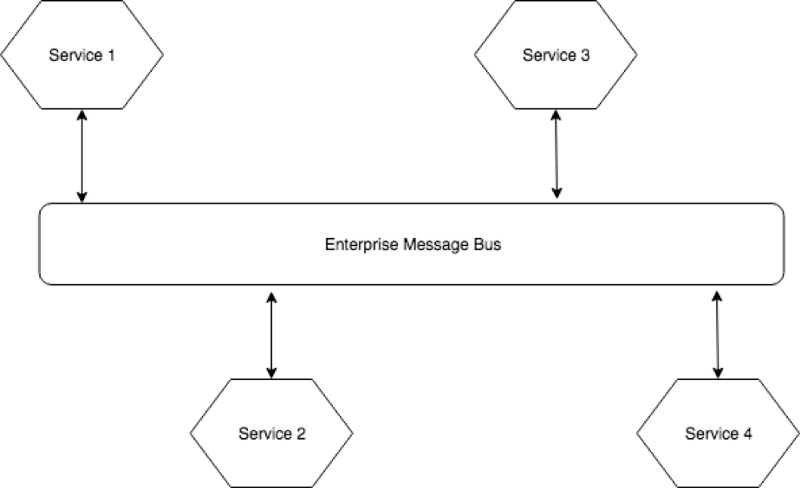 Service 1
Service 3
Enterprise Message Bus
Service 2
Service 4